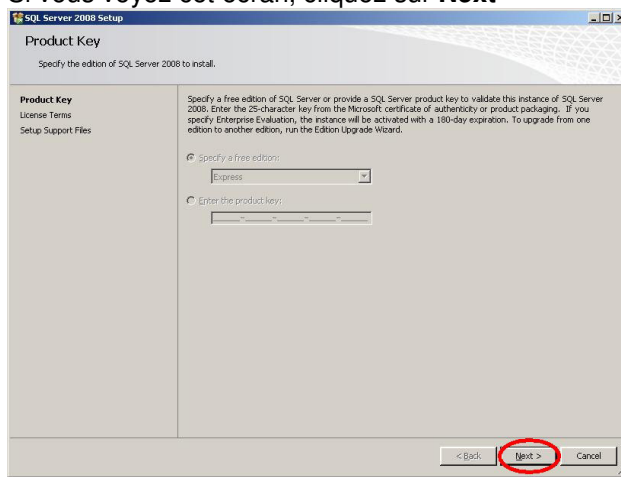 Si vous voyez cet écran, cliquez sur Next
SQL Server 2008 Setup
Product Key
Specify the edition of SQL Server 2008 to install.
Product Key
License Terms
Setup Support Files
Specify a free edition of SQL Server or provide a SQL Server product key to validate this instance of SQL Server
2008. Enter the 25-character key from the Microsoft certificate of authenticity or product packaging. If you
specify Enterprise Evaluation, the instance will be activated with a 180-day expiration. To upgrade from one
edition to another edition, run the Edition Upgrade Wizard.
Specify a free edition:
Express
Enter the product key:
_____-_____-_____-_____-_____
< Back
Next >
Cancel